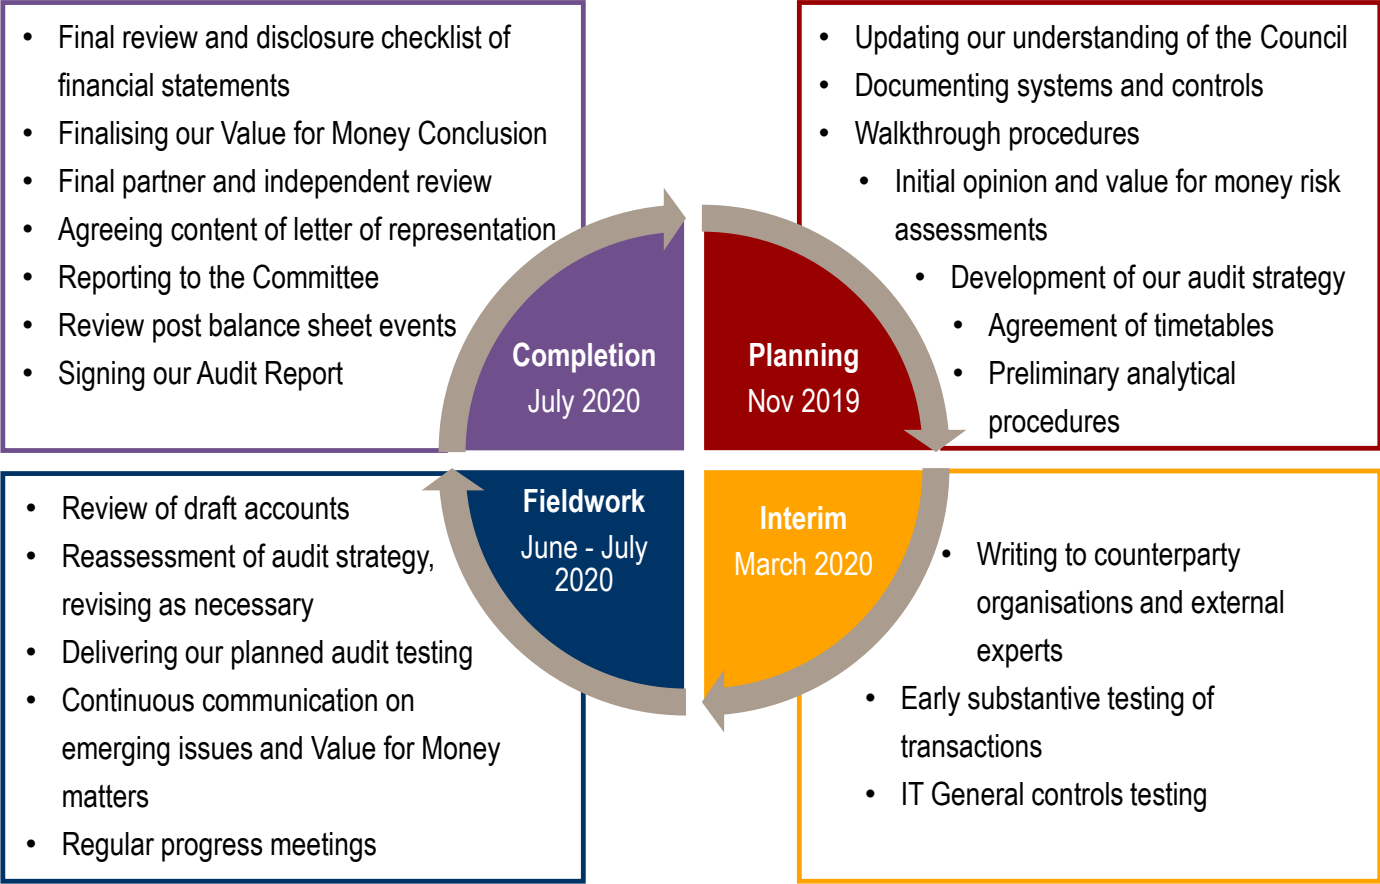 • Final review and disclosure checklist of
financial statements
• Finalising our Value for Money Conclusion
• Final partner and independent review
• Agreeing content of letter of representation
• Reporting to the Committee
• Review post balance sheet events
• Signing our Audit Report
Completion
July 2020
• Updating our understanding of the Council
• Documenting systems and controls
• Walkthrough procedures
• Initial opinion and value for money risk
assessments
• Development of our audit strategy
• Agreement of timetables
• Preliminary analytical
procedures
Planning
Nov 2019
• Review of draft accounts
• Reassessment of audit strategy,
revising as necessary
• Delivering our planned audit testing
• Continuous communication on
emerging issues and Value for Money
matters
• Regular progress meetings
Fieldwork
June - July
2020
Interim
March 2020
• Writing to counterparty
organisations and external
experts
• Early substantive testing of
transactions
• IT General controls testing